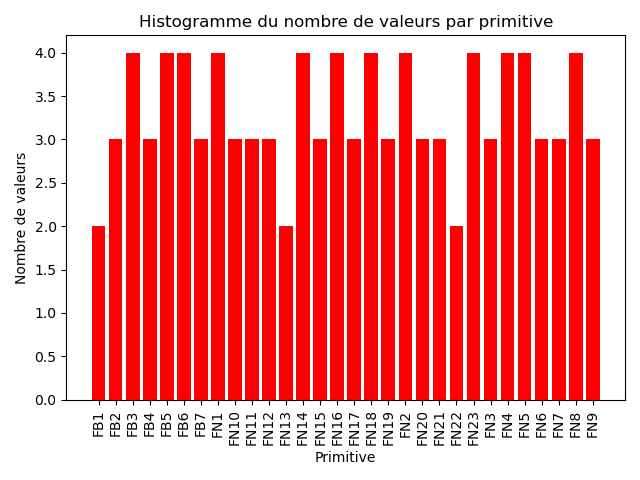 Histogramme du nombre de valeurs par primitive
Nombre de valeurs
4.0
3.5
3.0
2.5
2.0
1.5
1.0
0.5
0.0
FB1
FB2
FB3
FB4
FB5
FB6
FB7
FN1
FN10
FN11
FN12
FN13
FN14
FN15
FN16
FN17
FN18
FN19
FN2
FN20
FN21
FN22
FN23
FN3
FN4
FN5
FN6
FN7
FN8
FN9
Primitive